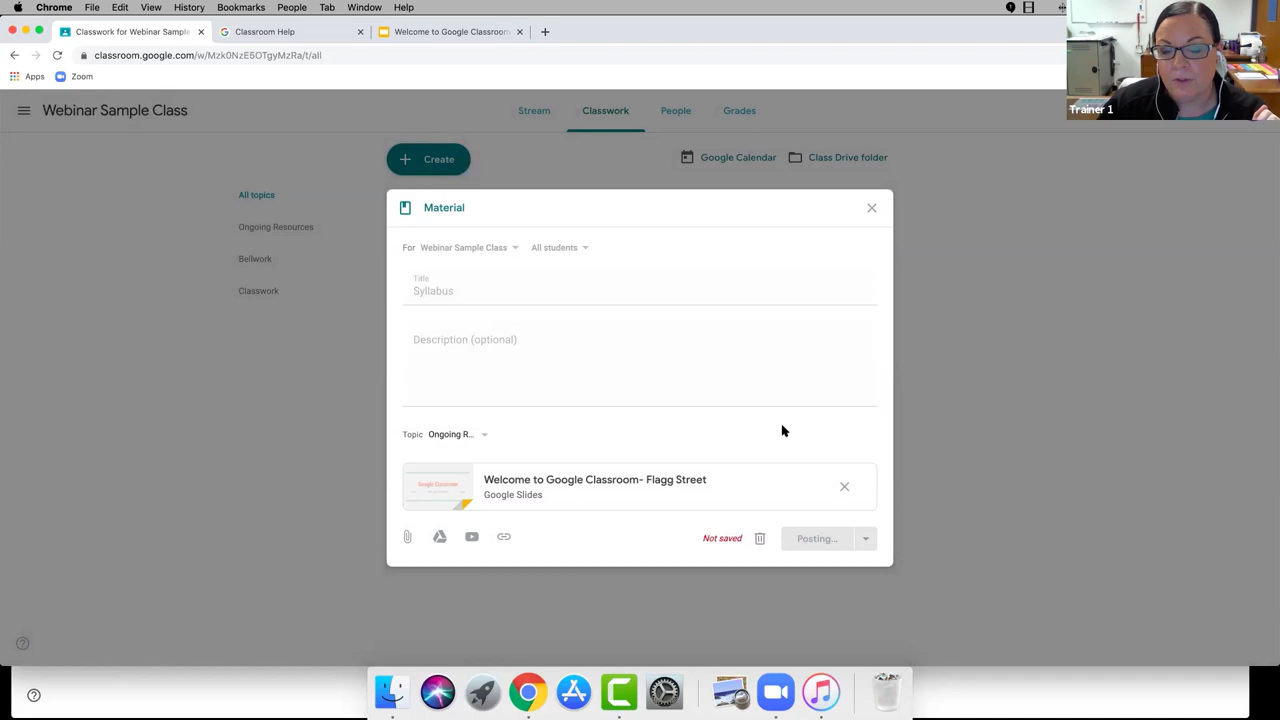 Chrome File Edit View History Bookmarks People Tab Window Help
Classwork for Webinar Sample
Classroom Help
Welcome to Google Classroom
classroom.google.com/w/Mzk0NzE5OTgyMzRa/t/all
Apps Zoom
Trainer 1
Webinar Sample Class
Stream Classwork People Grades
Create
Google Calendar Class Drive folder
All topics
Ongoing Resources
Bellwork
Classwork
Material
For Webinar Sample Class All students
Title
Syllabus
Description (optional)
Topic Ongoing R...
Google Classroom
Welcome to Google Classroom- Flagg Street
Google Slides
Not saved Posting...